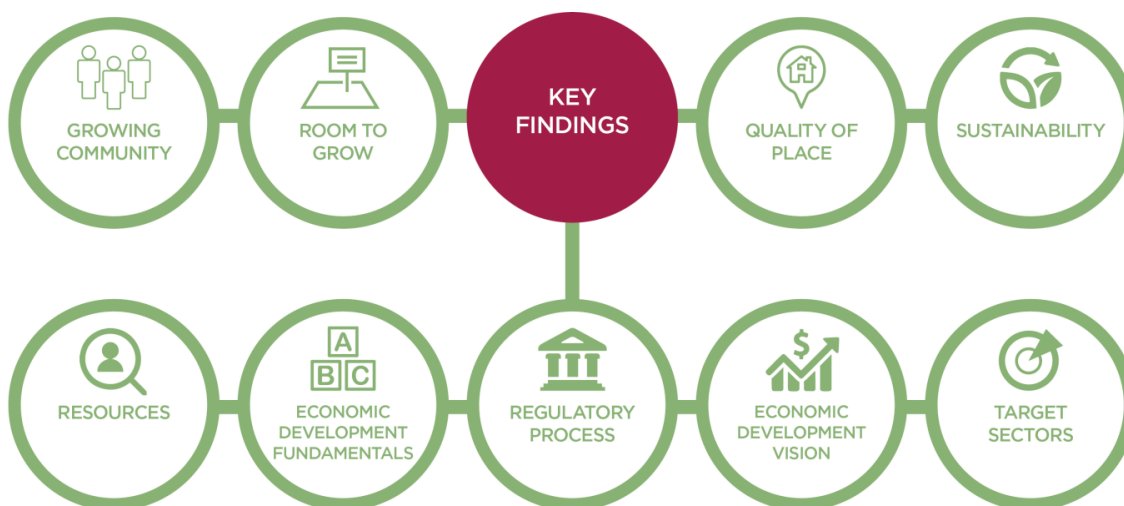 GROWING
COMMUNITY
ROOM TO
GROW
KEY
FINDINGS
QUALITY OF
PLACE
SUSTAINABILITY
RESOURCES
A
B C
ECONOMIC
DEVELOPMENT
FUNDAMENTALS
REGULATORY
PROCESS
$
ECONOMIC
DEVELOPMENT
VISION
TARGET
SECTORS